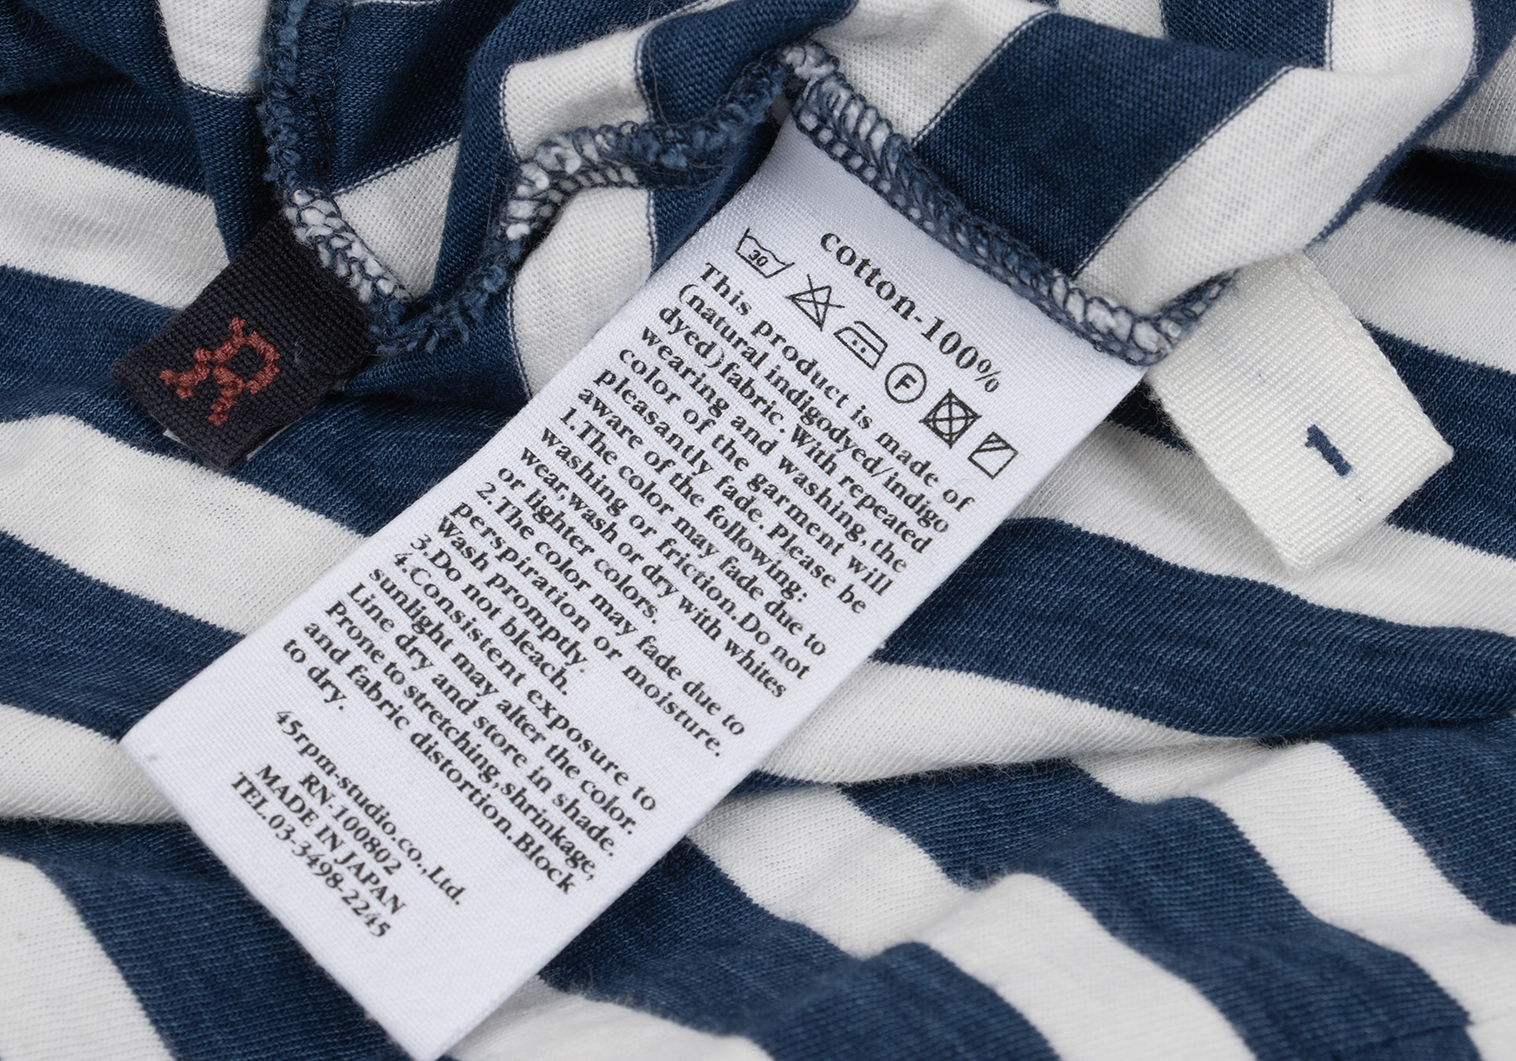 cotton-100%
30
F
This product is made of
(natural indigodyed/indigo
dyed)fabric. With repeated
wearing and washing,the
color of the garment will
pleasantly fade. Please be
aware of the following:
1.The color may fade due to
washing or friction.Do not
wear,wash or dry with whites
or lighter colors.
2.The color may fade due to
perspiration or moisture.
Wash promptly.
3.Do not bleach.
4.Consistent exposure to
sunlight may alter the color.
Line dry and store in shade.
Prone to stretching,shrinkage,
and fabric distortion.Block
to dry.
45rpm-studio.co.,Ltd.
RN-100802
MADE IN JAPAN
TEL.03-3498-2245
R
1